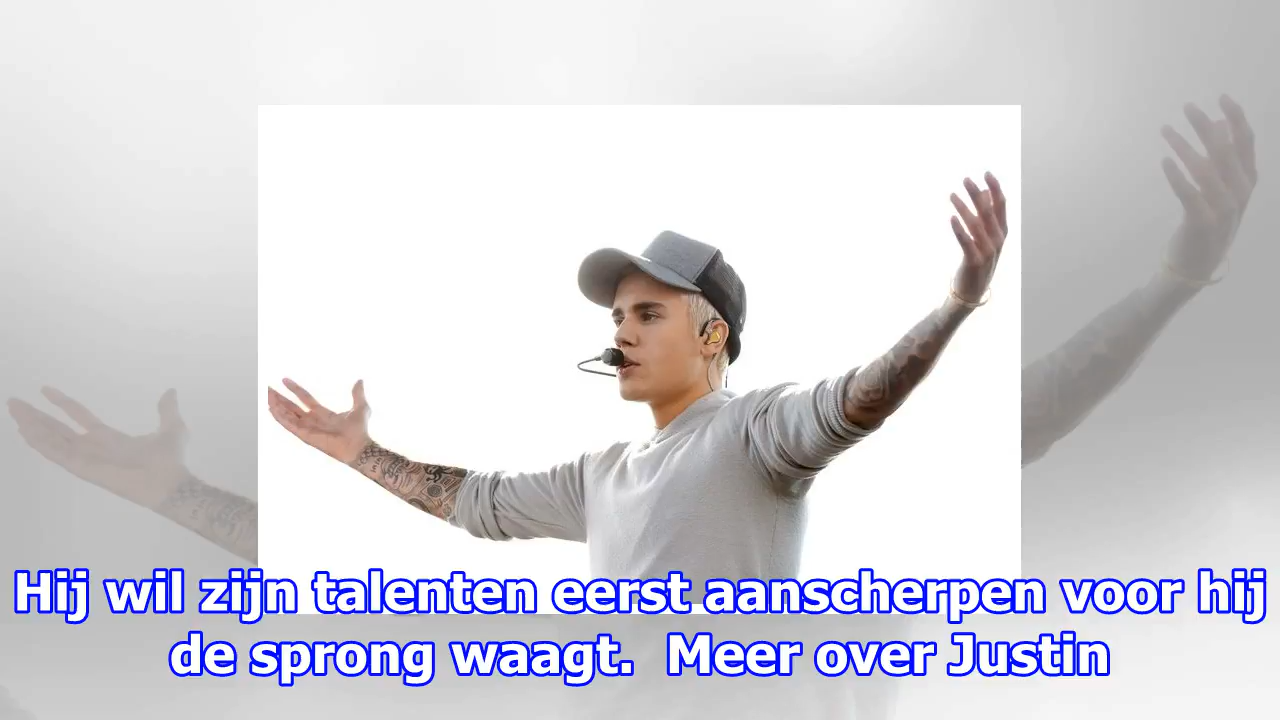 Hij wil zijn talenten eerst aanscherpen voor hij
de sprong waagt.  Meer over Justin